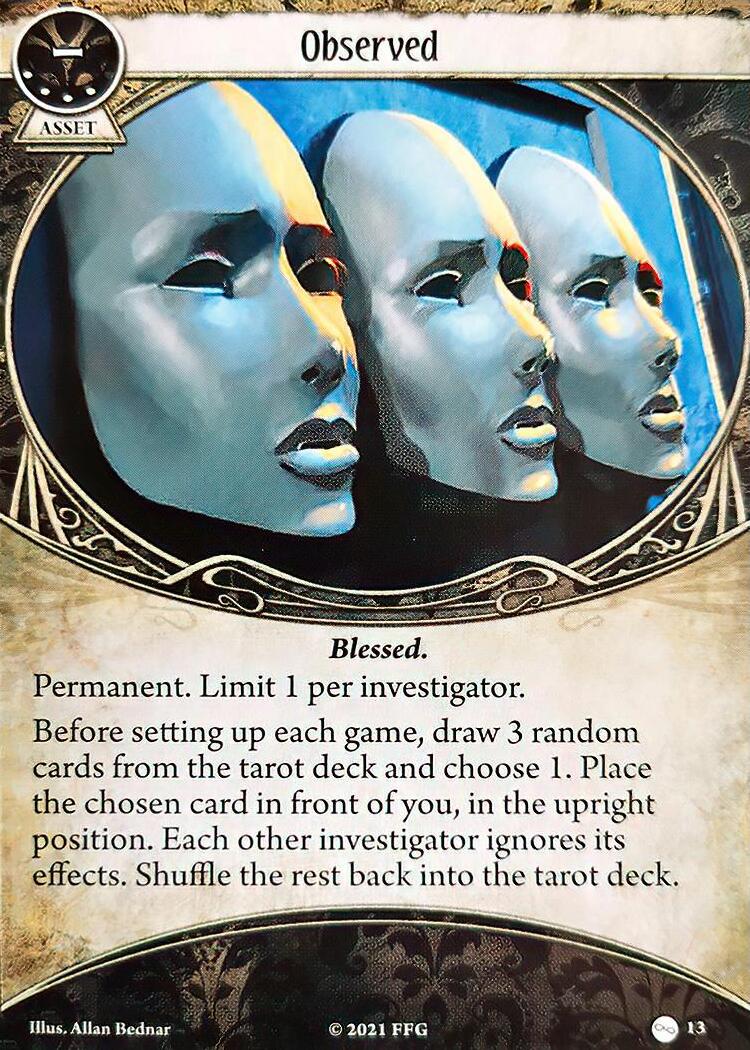 Observed
–
ASSET
Blessed.
Permanent. Limit 1 per investigator.
Before setting up each game, draw 3 random
cards from the tarot deck and choose 1. Place
the chosen card in front of you, in the upright
position. Each other investigator ignores its
effects. Shuffle the rest back into the tarot deck.
Illus. Allan Bednar
© 2021 FFG
13